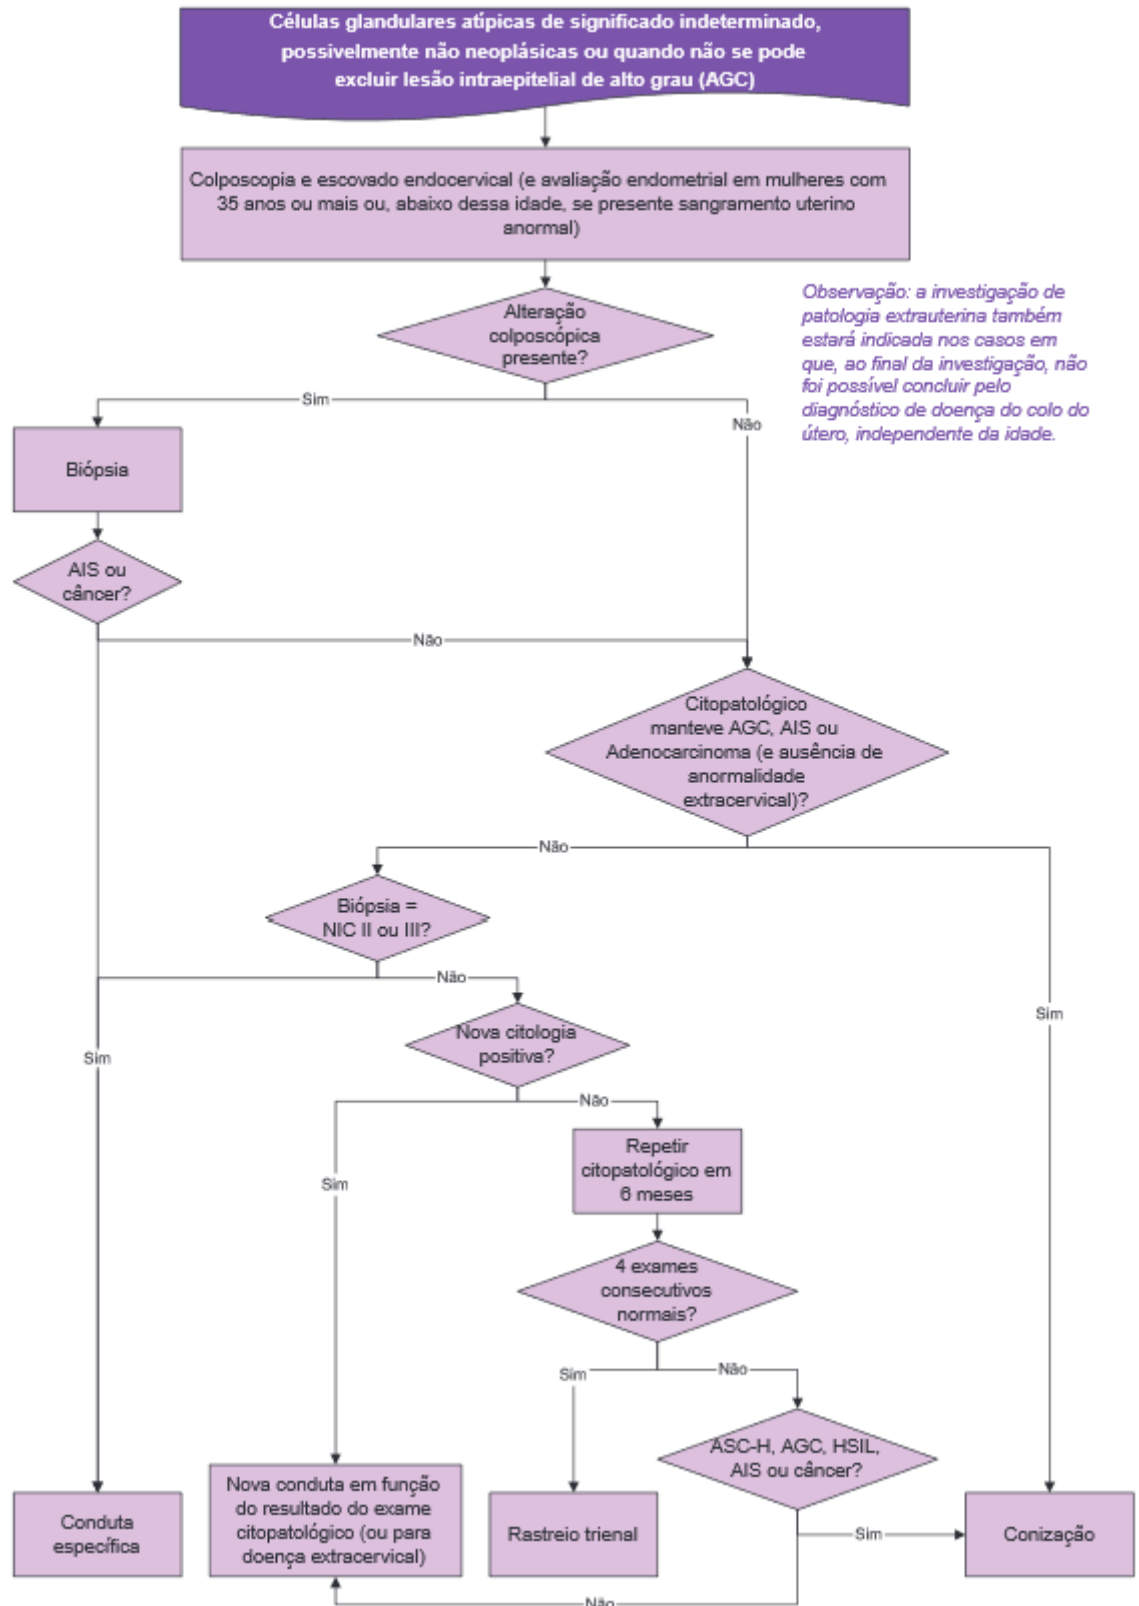 Células glandulares atípicas de significado indeterminado,
possivelmente não neoplásicas ou quando não se pode
excluir lesão intraepitelial de alto grau (AGC)
Colposcopia e escovado endocervical (e avaliação endometrial em mulheres com
35 anos ou mais ou, abaixo dessa idade, se presente sangramento uterino
anormal)
Observação: a investigação de
patologia extrauterina também
estará indicada nos casos em
que, ao final da investigação, não
foi possível concluir pelo
diagnóstico de doença do colo do
útero, independente da idade.
Alteração
colposcópica
presente?
Sim
Não
Biópsia
AIS ou
câncer?
Não
Citopatológico
manteve AGC, AIS ou
Adenocarcinoma (e ausência de
anormalidade
extracervical)?
Não
Biópsia =
NIC II ou III?
Não
Sim
Nova citologia
positiva?
Sim
Não
Repetir
citopatológico em
6 meses
Sim
4 exames
consecutivos
normais?
Sim
Não
ASC-H, AGC, HSIL,
AIS ou câncer?
Conduta
específica
Nova conduta em função
do resultado do exame
citopatológico (ou para
doença extracervical)
Rastreio trienal
Sim
Conização
Não